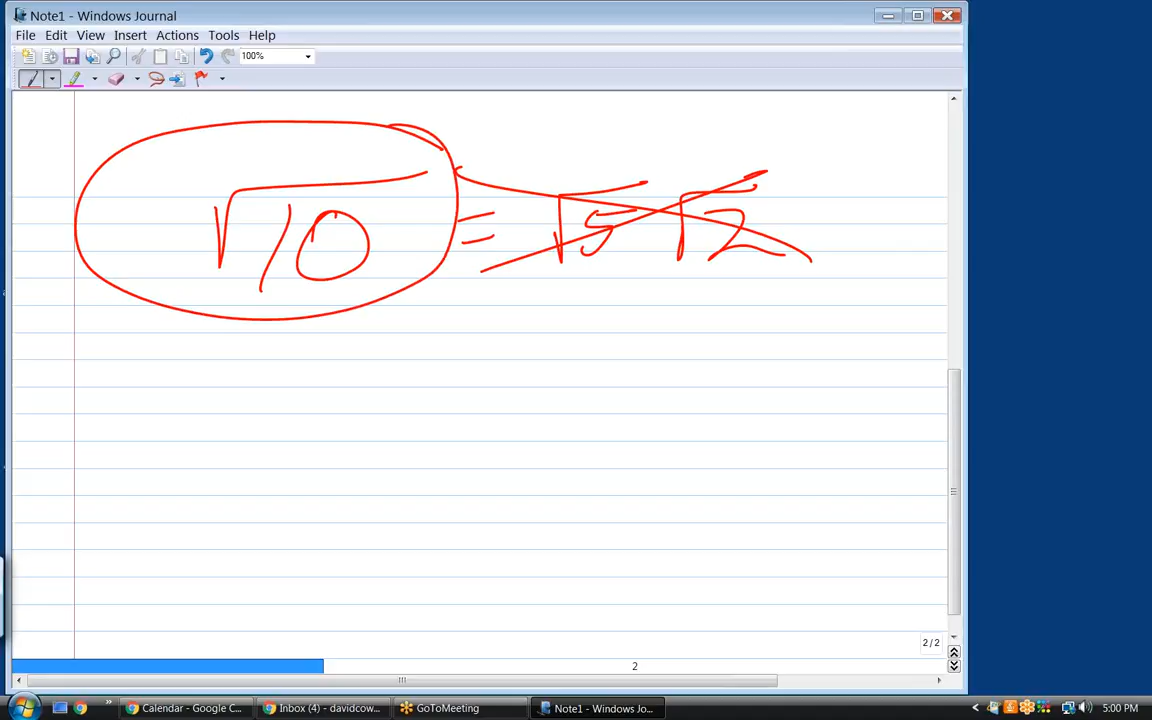 Note1 - Windows Journal
File Edit View Insert Actions Tools Help
100%
√10 = √5 √2
2/2
2
Calendar - Google C... Inbox (4) - davidcow... GoToMeeting Note1 - Windows Jo... 5:00 PM